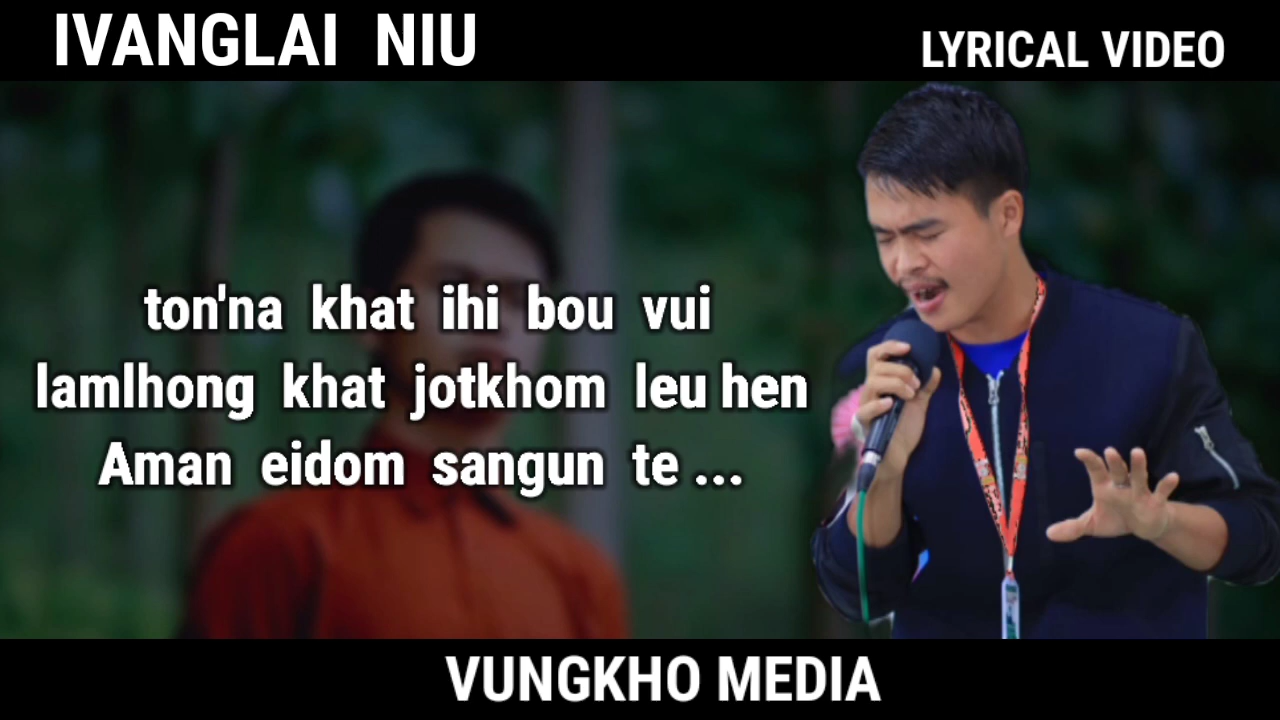 IVANGLAI NIU
LYRICAL VIDEO
ton'na khat ihi bou vui
lamlhong khat jotkhom leu hen
Aman eidom sangun te ...
VUNGKHO MEDIA